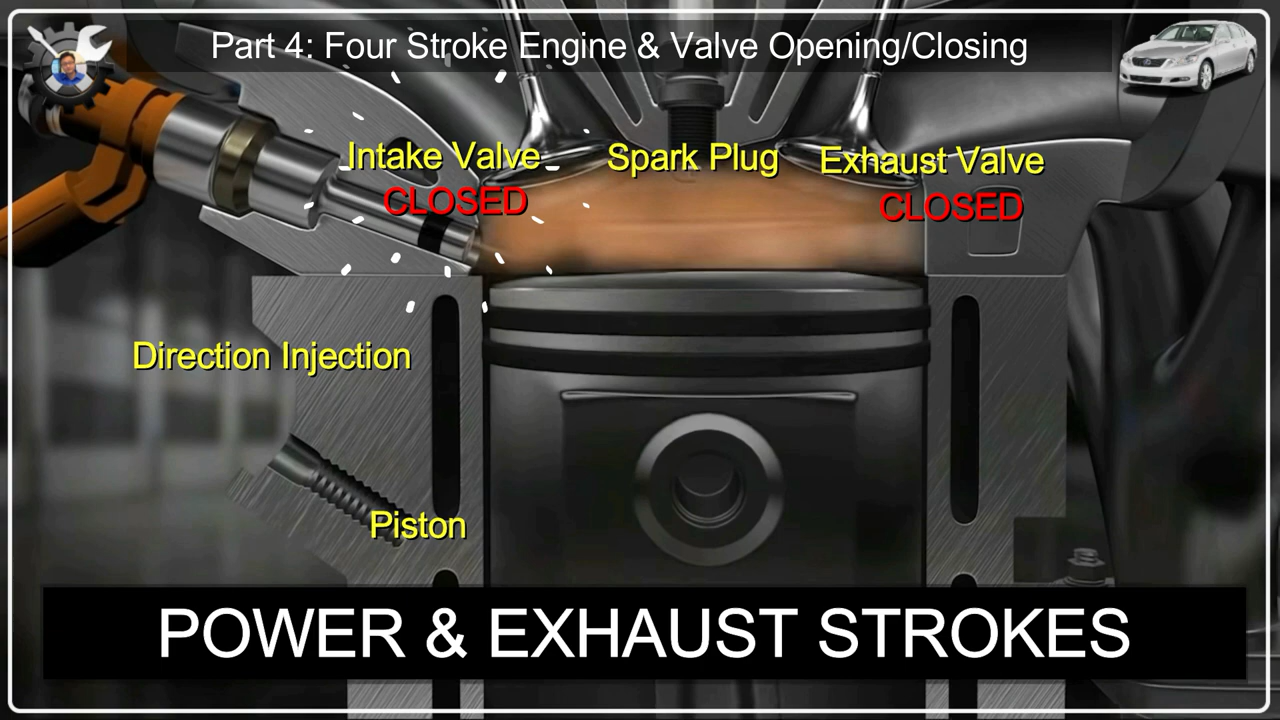 Part 4: Four Stroke Engine & Valve Opening/Closing
Intake Valve
CLOSED
Spark Plug
Exhaust Valve
CLOSED
Direction Injection
Piston
POWER & EXHAUST STROKES